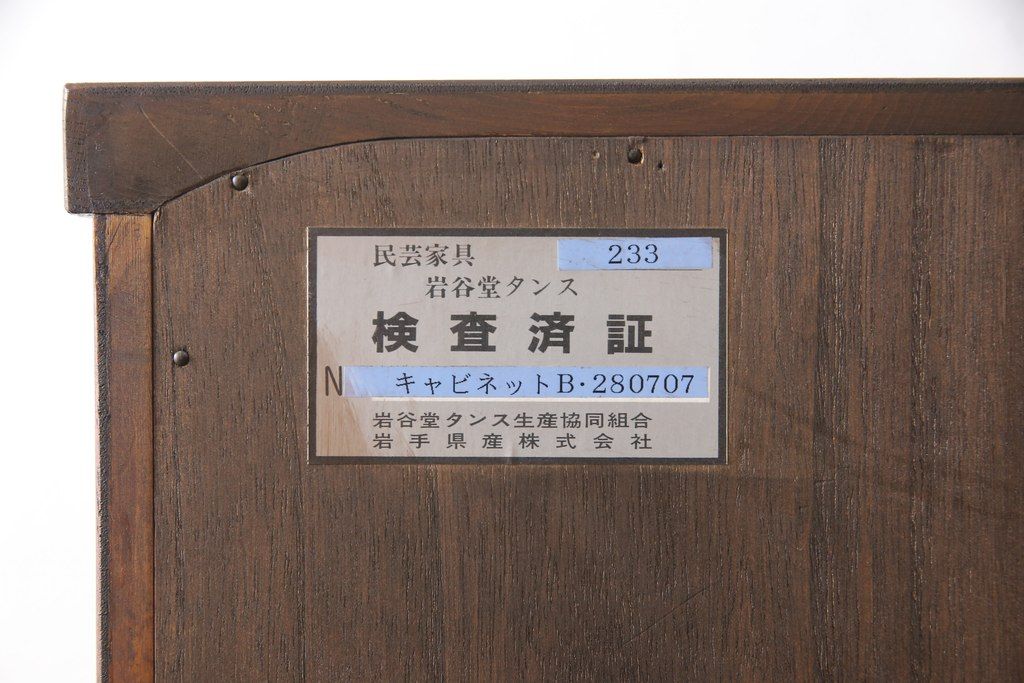 民芸家具 233
岩谷堂タンス
検査済証
N キャビネットB・280707
岩谷堂タンス生産協同組合
岩手県産株式会社